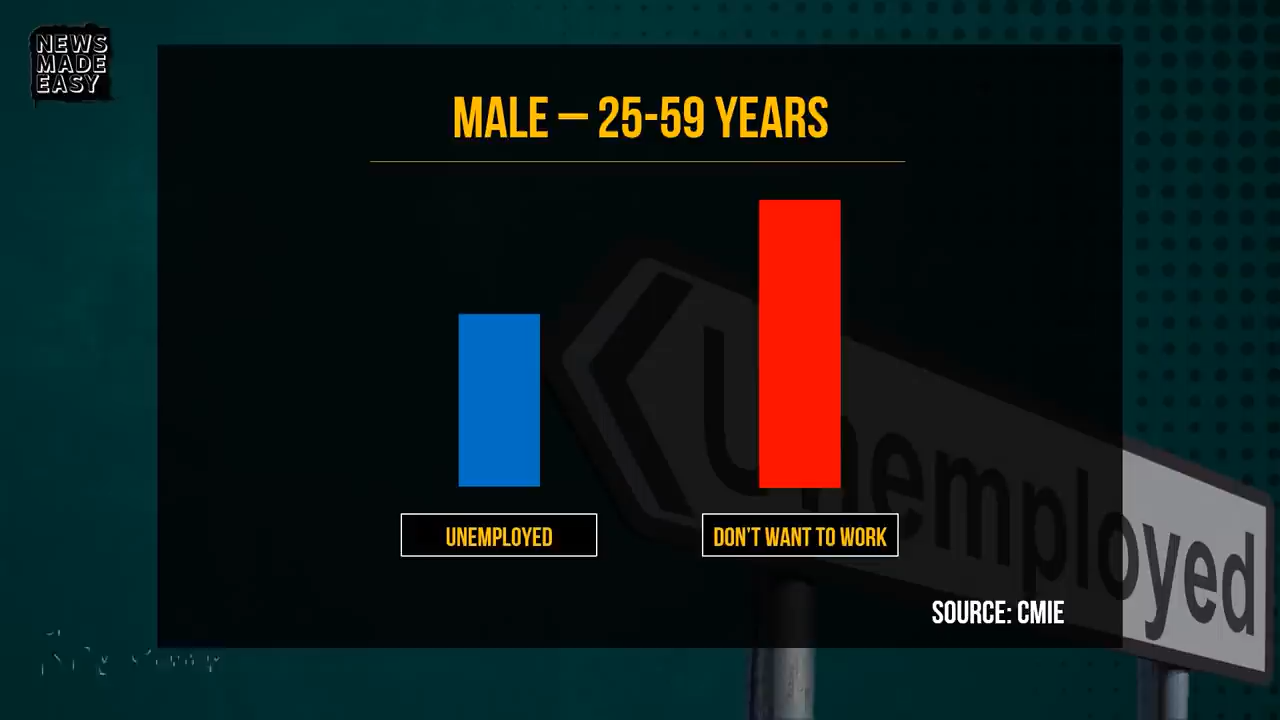 NEWS
MADE
EASY
MALE – 25-59 YEARS
UNEMPLOYED
DON'T WANT TO WORK
Unemployed
SOURCE: CMIE